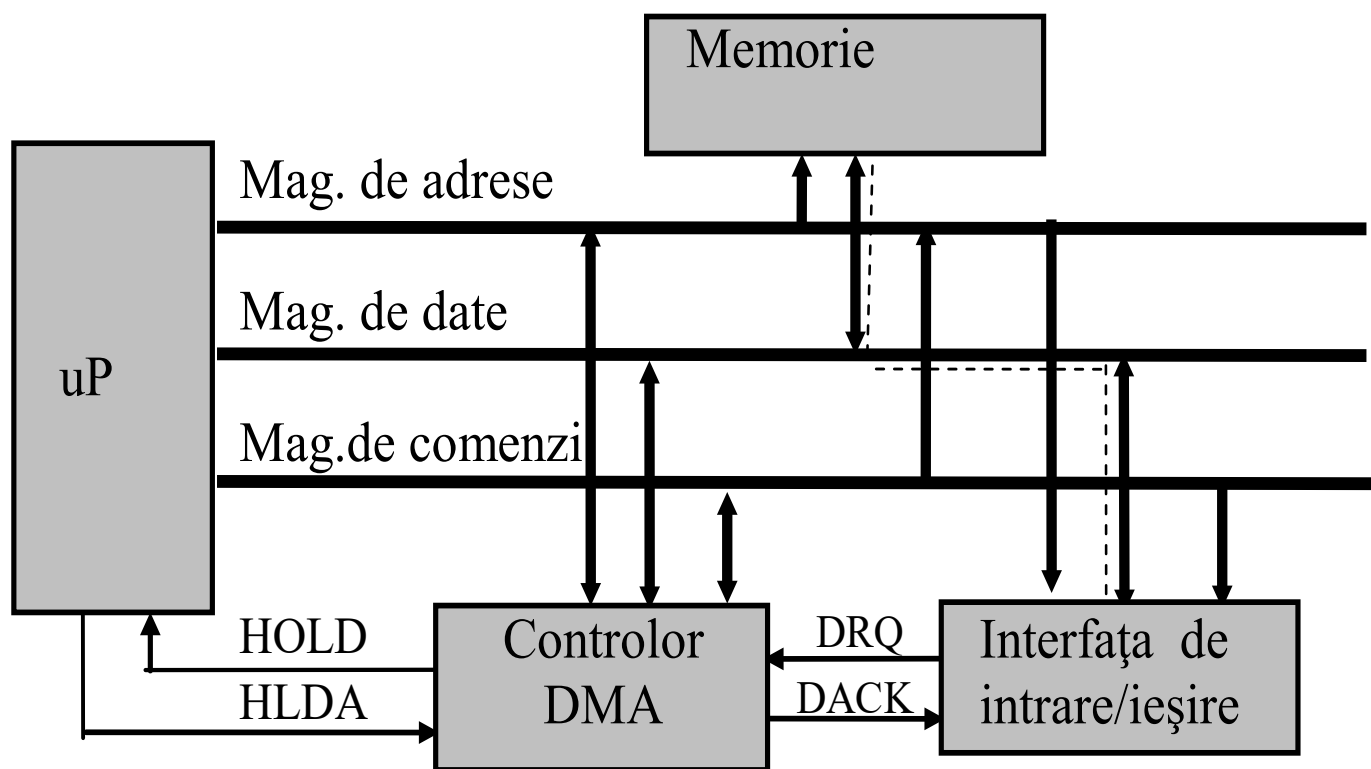 Memorie
Mag. de adrese
Mag. de date
uP
Mag.de comenzi
HOLD
HLDA
Controlor
DMA
DRQ
DACK
Interfaţa de
intrare/ieşire